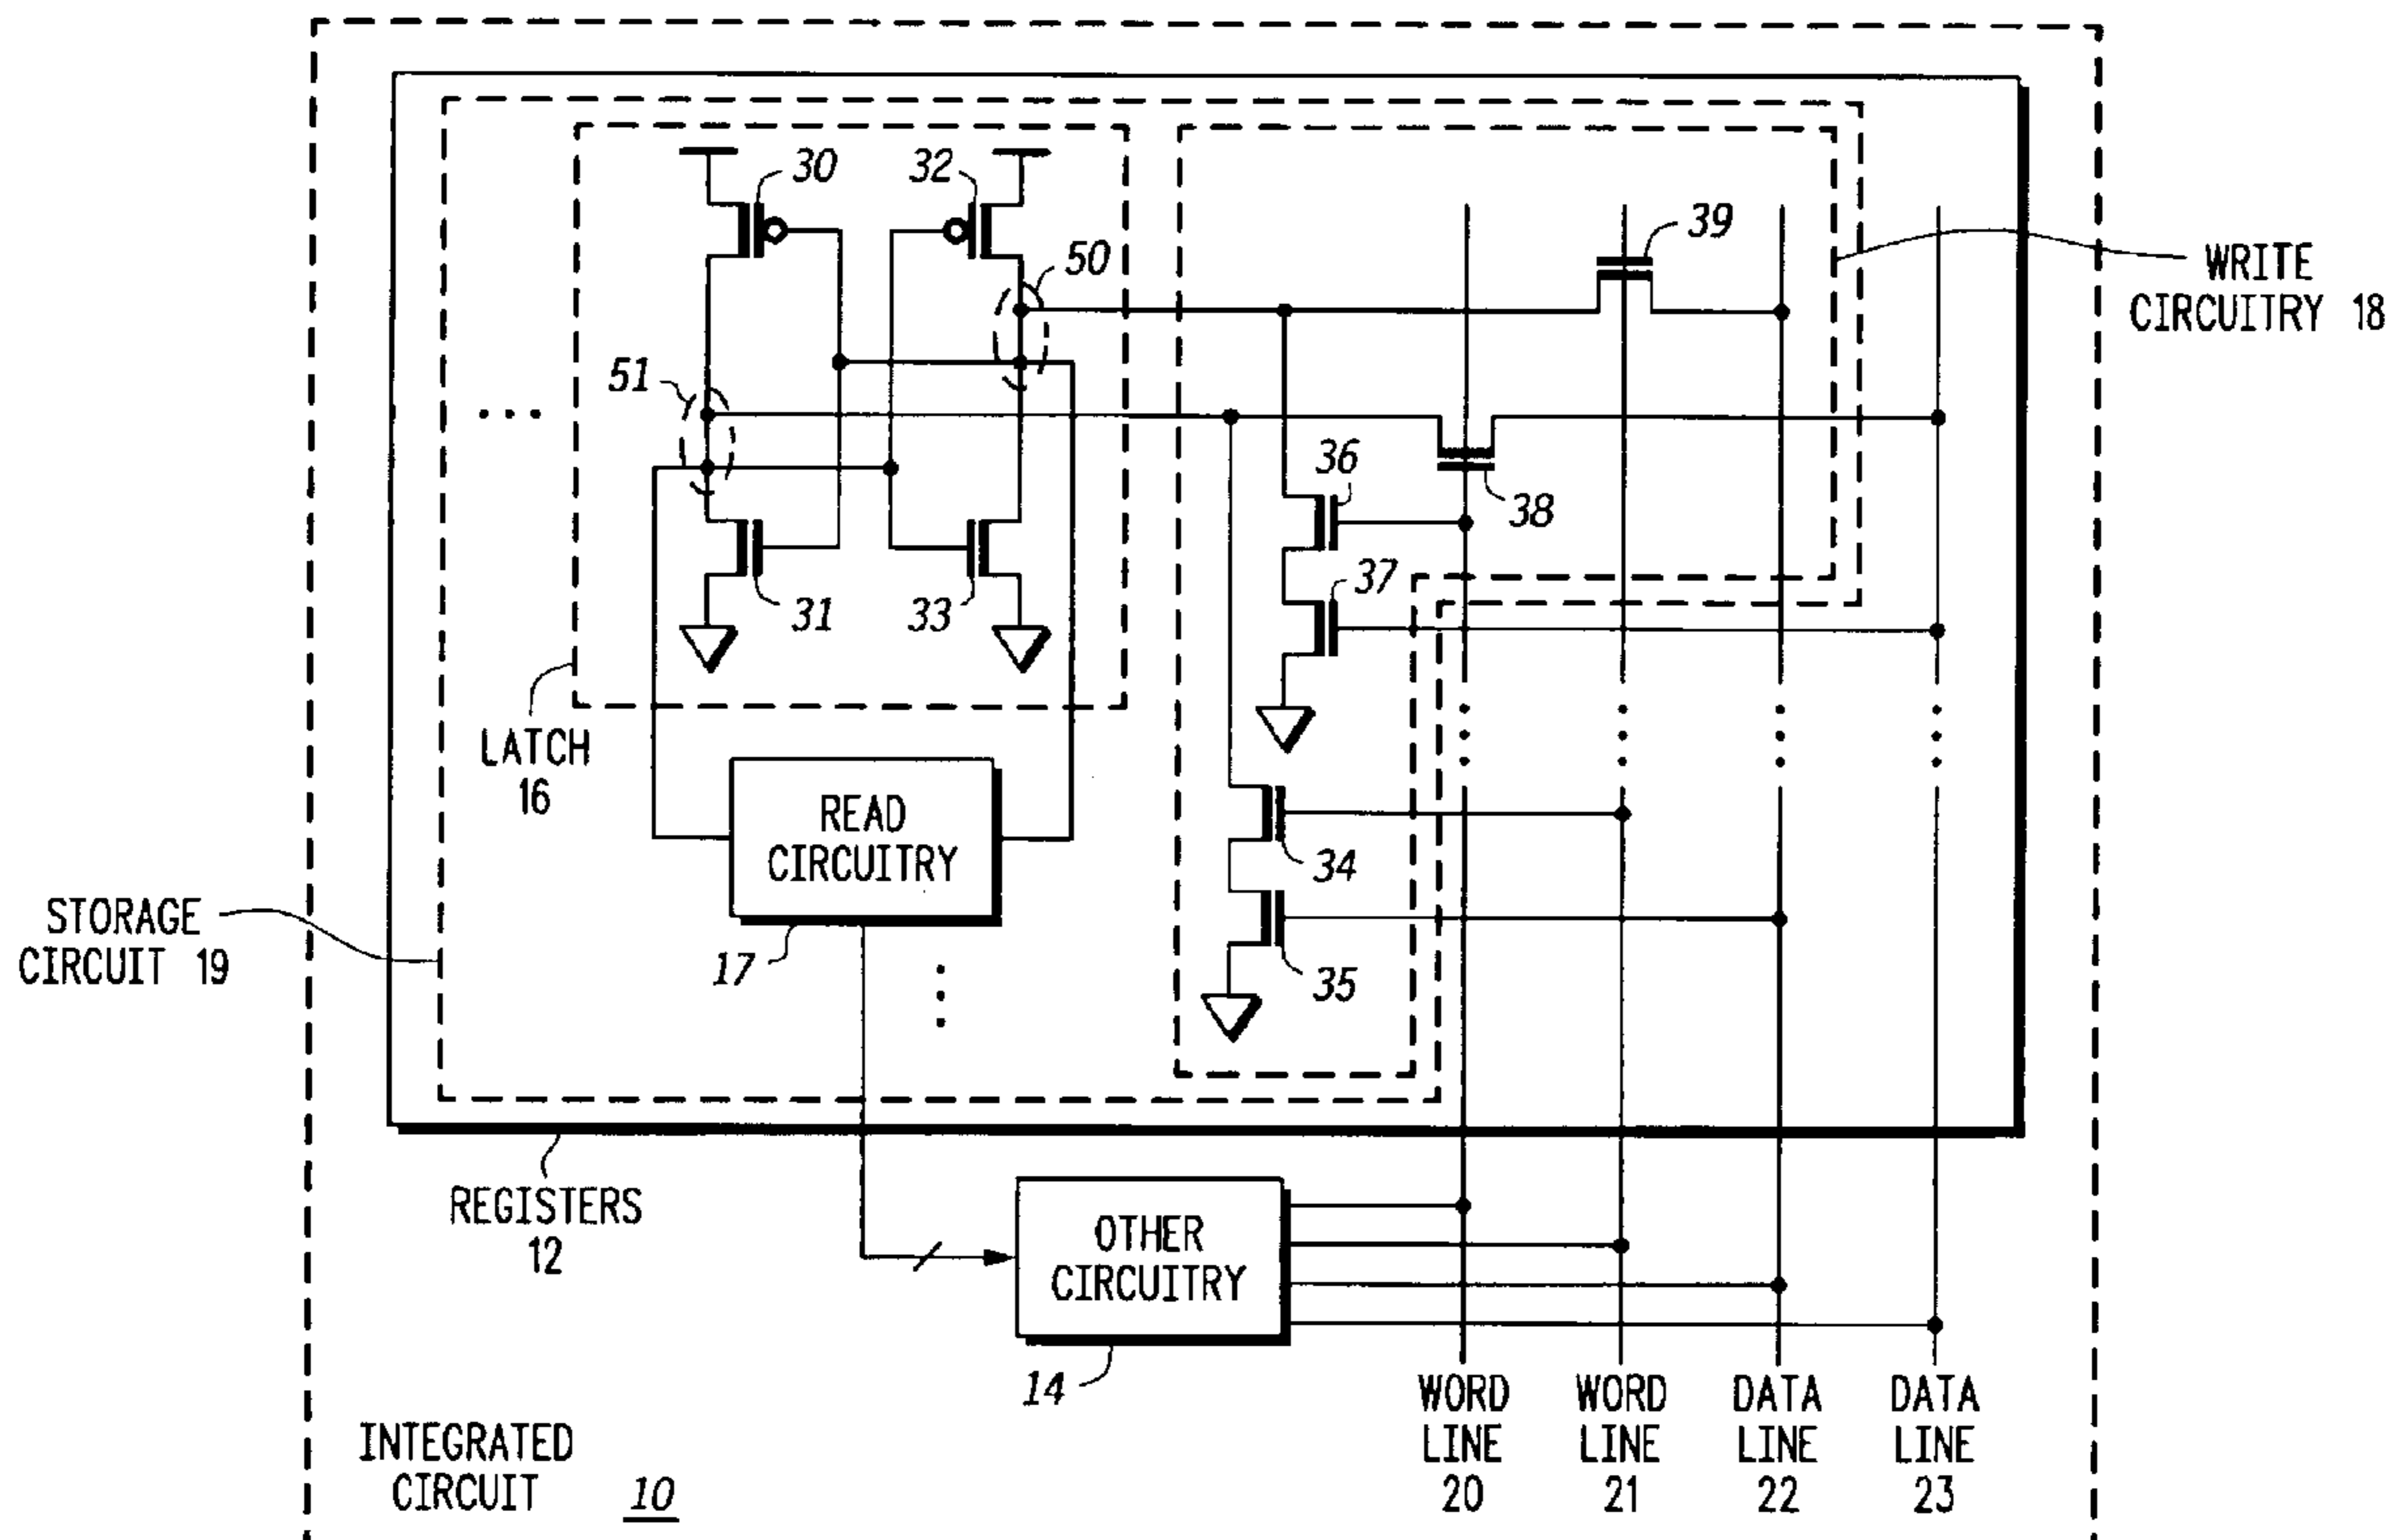 30
32
39
50
WRITE
CIRCUITRY 18
51
36
38
37
31
33
LATCH
16
READ
CIRCUITRY
34
STORAGE
CIRCUIT 19
17
35
REGISTERS
12
OTHER
CIRCUITRY
14
WORD
LINE
20
WORD
LINE
21
DATA
LINE
22
DATA
LINE
23
INTEGRATED
CIRCUIT
10